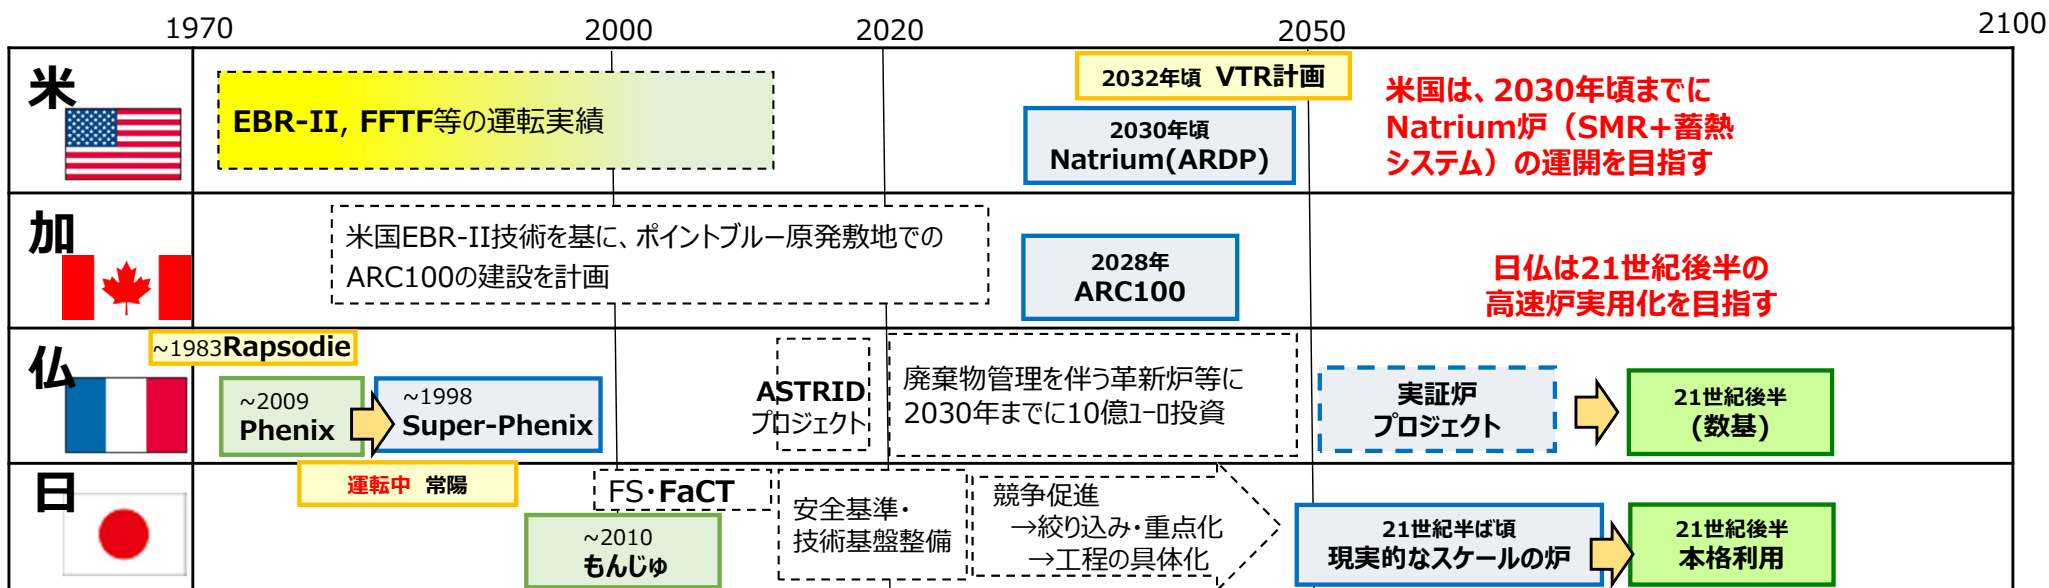 1970
2000
2020
2050
2100
米
EBR-II, FFTF等の運転実績
2032年頃 VTR計画
2030年頃
Natrium(ARDP)
米国は、2030年頃までに
Natrium炉（SMR+蓄熱
システム）の運開を目指す
加
米国EBR-II技術を基に、ポイントブルー原発敷地での
ARC100の建設を計画
2028年
ARC100
日仏は21世紀後半の
高速炉実用化を目指す
仏
~1983Rapsodie
~2009
Phenix
~1998
Super-Phenix
ASTRID
プロジェクト
廃棄物管理を伴う革新炉等に
2030年までに10億ﾕｰﾛ投資
実証炉
プロジェクト
21世紀後半
(数基)
日
運転中 常陽
FS・FaCT
~2010
もんじゅ
安全基準・
技術基盤整備
競争促進
→絞り込み・重点化
→工程の具体化
21世紀半ば頃
現実的なスケールの炉
21世紀後半
本格利用